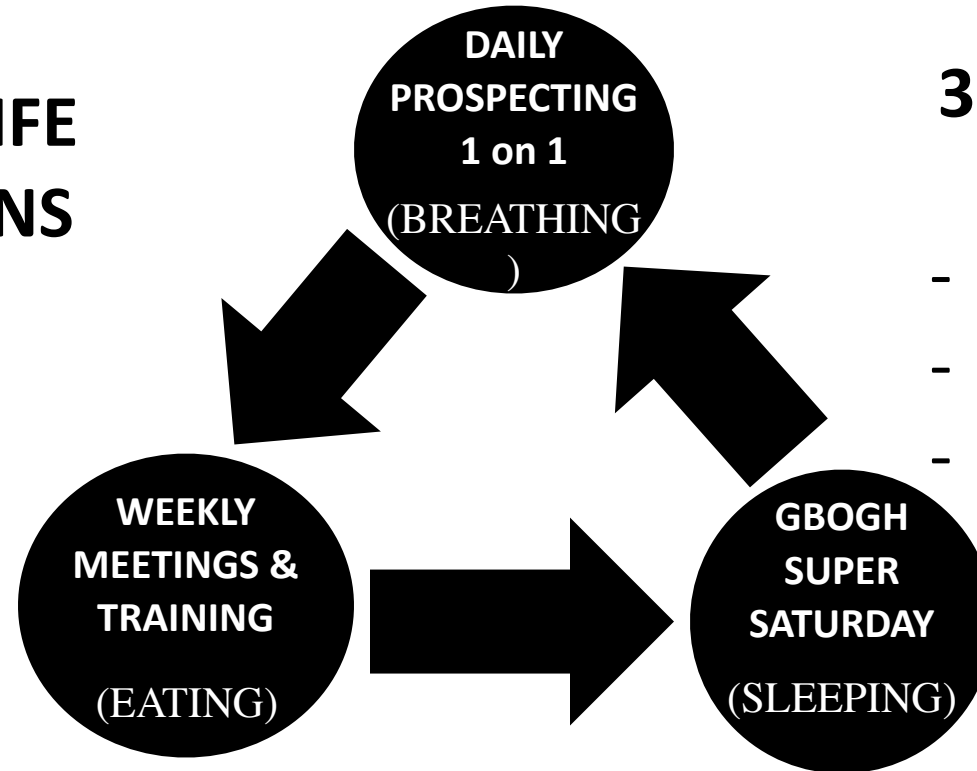 IFE
NS
DAILY
PROSPECTING
1 on 1
(BREATHING
)
3
-
-
-
WEEKLY
MEETINGS &
TRAINING
(EATING)
GBOGH
SUPER
SATURDAY
(SLEEPING)